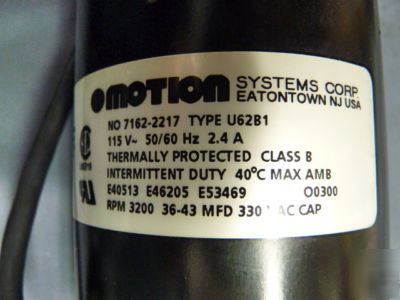 MOTION SYSTEMS CORP.
EATONTOWN NJ USA
NO 7162-2217 TYPE U62B1
115 V~ 50/60 Hz 2.4 A
THERMALLY PROTECTED CLASS B
INTERMITTENT DUTY 40°C MAX AMB
E40513 E46205 E53469 O0300
RPM 3200 36-43 MFD 330 VAC CAP